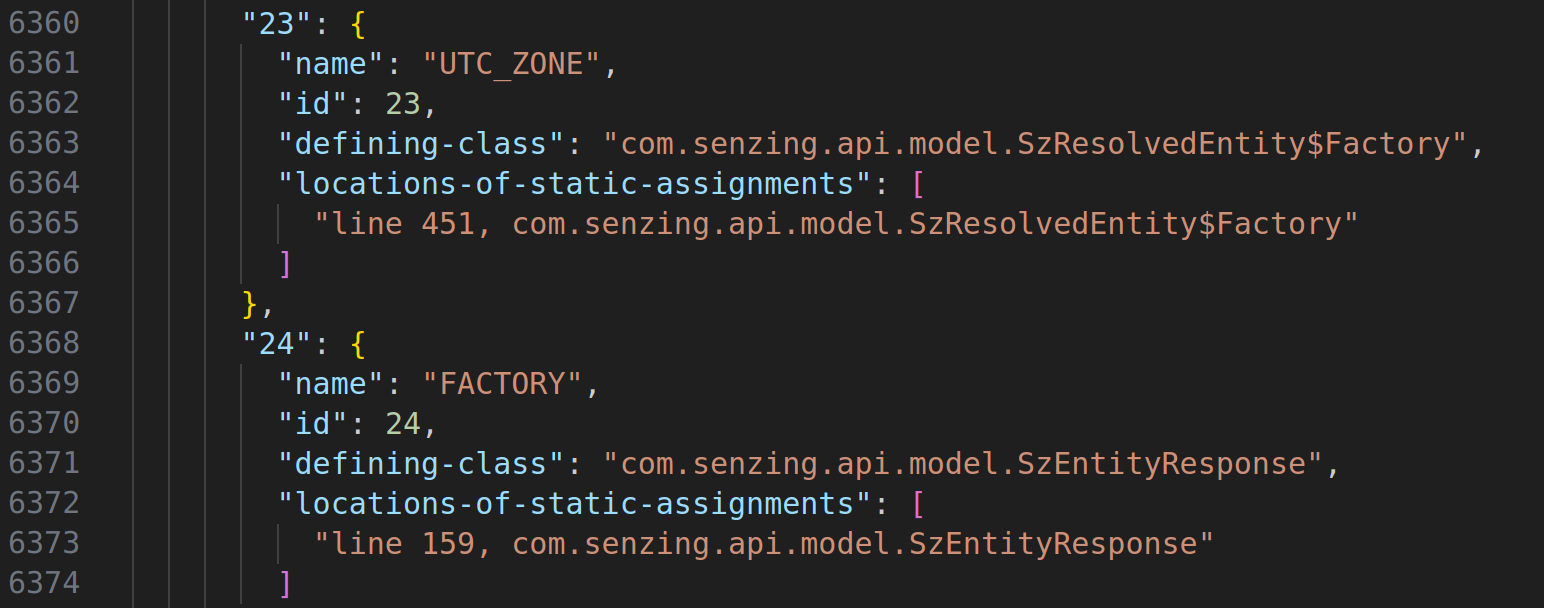 6360 "23": {
6361 "name": "UTC_ZONE",
6362 "id": 23,
6363 "defining-class": "com.senzing.api.model.SzResolvedEntity$Factory",
6364 "locations-of-static-assignments": [
6365 "line 451, com.senzing.api.model.SzResolvedEntity$Factory"
6366 ]
6367 },
6368 "24": {
6369 "name": "FACTORY",
6370 "id": 24,
6371 "defining-class": "com.senzing.api.model.SzEntityResponse",
6372 "locations-of-static-assignments": [
6373 "line 159, com.senzing.api.model.SzEntityResponse"
6374 ]